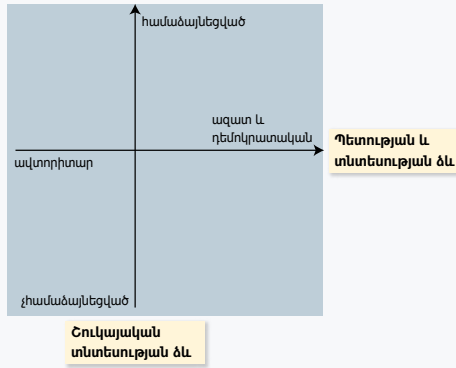 համաձայնեցված
ազատ և
դեմոկրատական
Պետության և
տնտեսության ձև
ավտորիտար
չհամաձայնեցված
Շուկայական
տնտեսության ձև